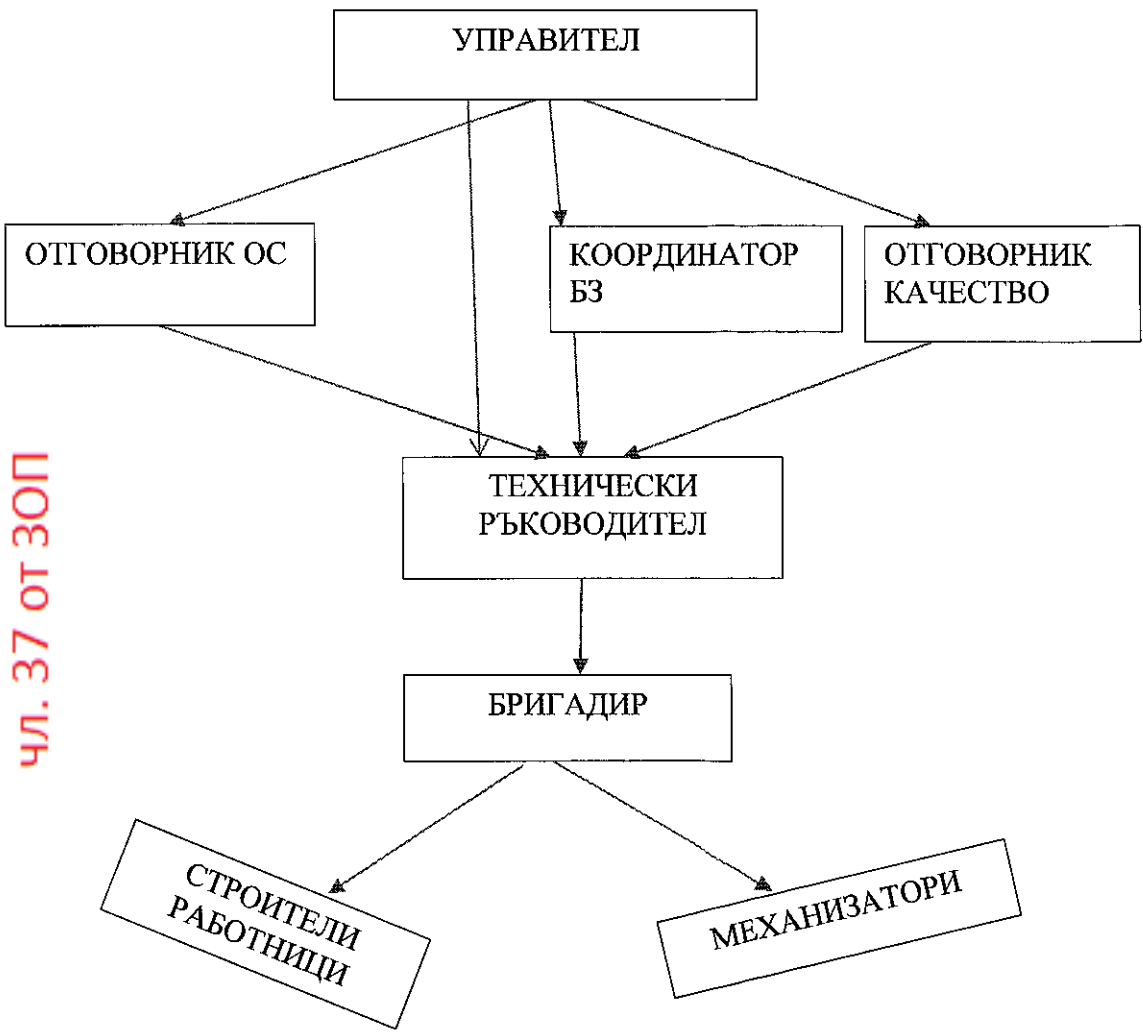 УПРАВИТЕЛ
ОТГОВОРНИК ОС
КООРДИНАТОР
БЗ
ОТГОВОРНИК
КАЧЕСТВО
ТЕХНИЧЕСКИ
РЪКОВОДИТЕЛ
чл. 37 от ЗОП
БРИГАДИР
СТРОИТЕЛИ
РАБОТНИЦИ
МЕХАНИЗАТОРИ